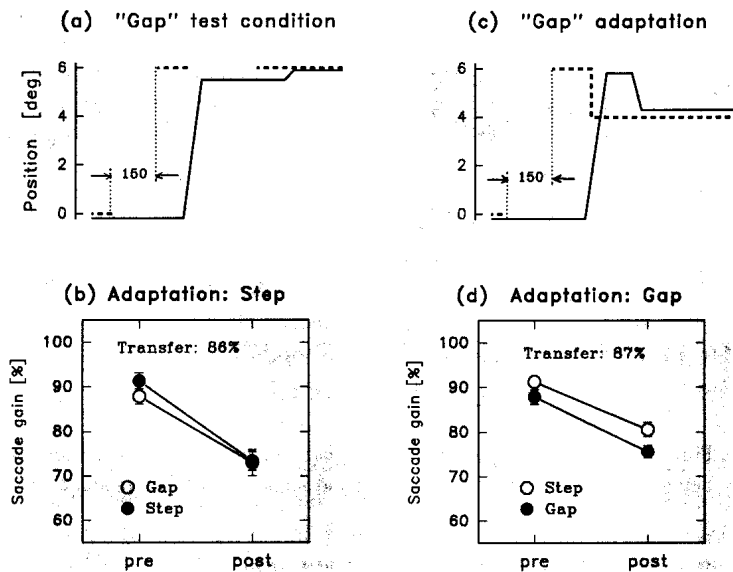 (a) "Gap" test condition
Position [deg]
6
4
2
0
150
(c) "Gap" adaptation
6
4
2
0
150
(b) Adaptation: Step
Saccade gain [%]
100
90
80
70
60
Transfer: 86%
Gap
Step
pre post
(d) Adaptation: Gap
Saccade gain [%]
100
90
80
70
60
Transfer: 87%
Step
Gap
pre post